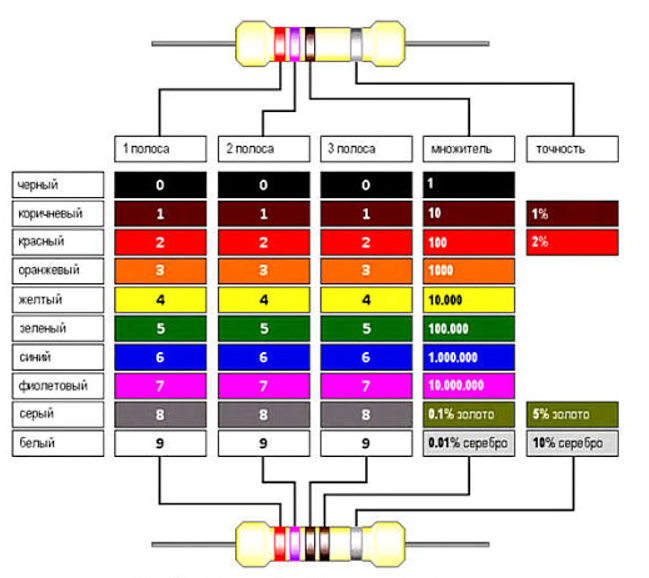 1 полоса 2 полоса 3 полоса множитель точность
черный 0 0 0 1
коричневый 1 1 1 10 1%
красный 2 2 2 100 2%
оранжевый 3 3 3 1000
желтый 4 4 4 10.000
зеленый 5 5 5 100.000
синий 6 6 6 1.000.000
фиолетовый 7 7 7 10.000.000
серый 8 8 8 0.1% золото 5% золото
белый 9 9 9 0.01% серебро 10% серебро